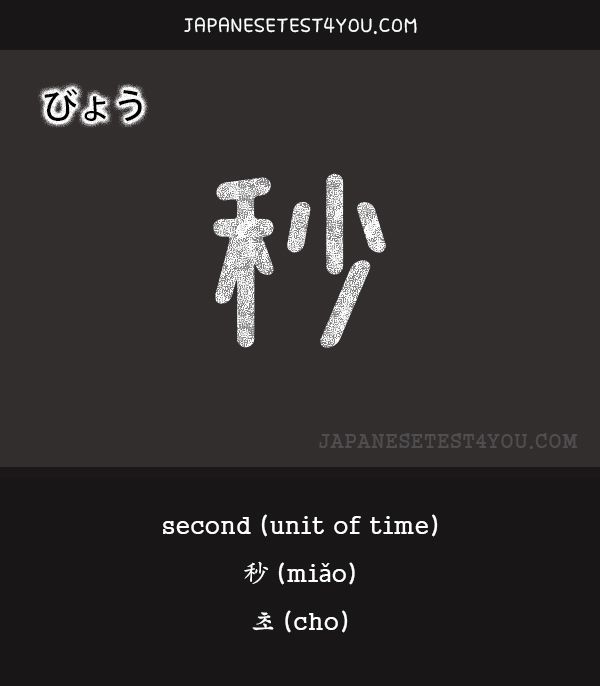 JAPANESETEST4YOU.COM
びょう
秒
JAPANESETEST4YOU.COM
second (unit of time)
秒 (miǎo)
초 (cho)